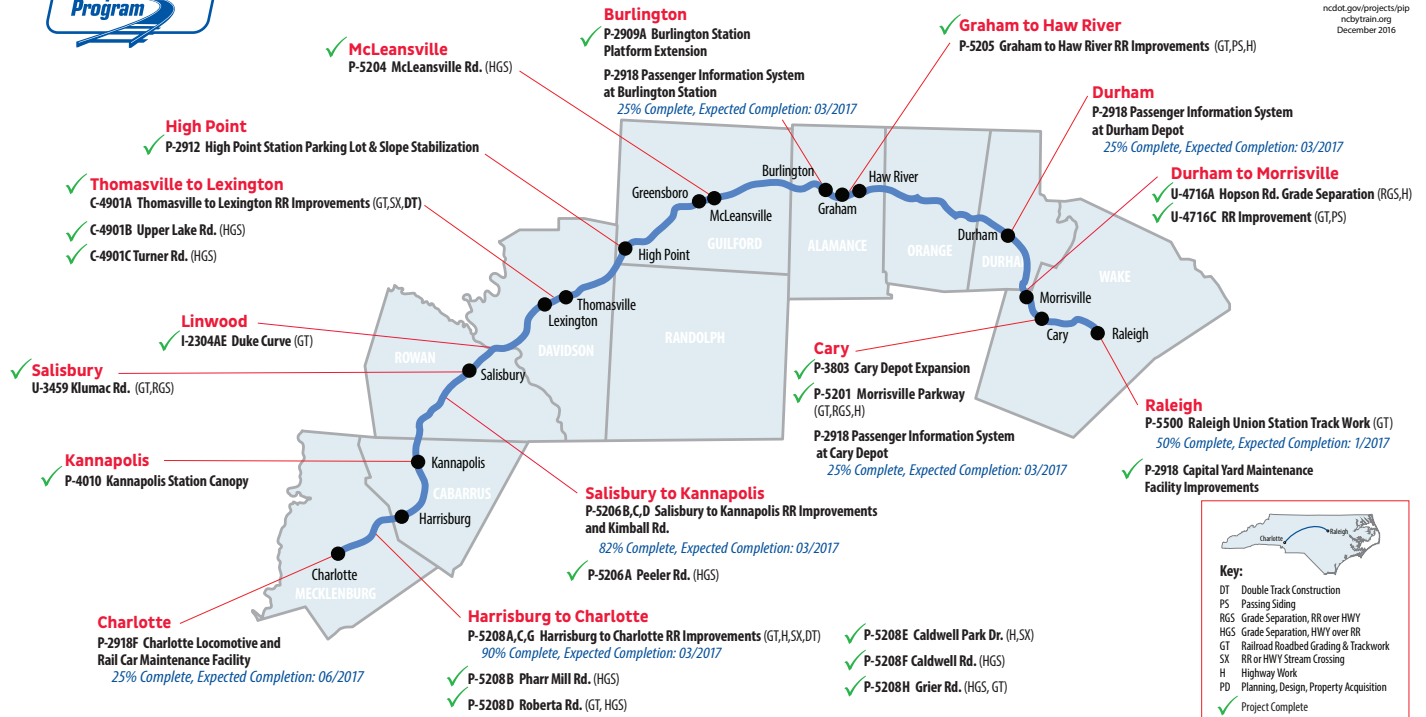 Program
ncdot.gov/projects/pip
ncbytrain.org
December 2016
Burlington
P-2909A Burlington Station
Platform Extension
P-2918 Passenger Information System
at Burlington Station
25% Complete, Expected Completion: 03/2017
Graham to Haw River
P-5205 Graham to Haw River RR Improvements (GT,PS,H)
McLeansville
P-5204 McLeansville Rd. (HGS)
Durham
P-2918 Passenger Information System
at Durham Depot
25% Complete, Expected Completion: 03/2017
High Point
P-2912 High Point Station Parking Lot & Slope Stabilization
Durham to Morrisville
U-4716A Hopson Rd. Grade Separation (RGS,H)
U-4716C RR Improvement (GT,PS)
Thomasville to Lexington
C-4901A Thomasville to Lexington RR Improvements (GT,SX,DT)
C-4901B Upper Lake Rd. (HGS)
C-4901C Turner Rd. (HGS)
Burlington
Haw River
Greensboro
McLeansville
Graham
GUILFORD
ALAMANCE
ORANGE
Durham
DURHA
WAKE
High Point
Morrisville
Thomasville
Lexington
Cary
Raleigh
RANDOLPH
DAVIDSON
ROWAN
Salisbury
Linwood
I-2304AE Duke Curve (GT)
Salisbury
U-3459 Klumac Rd. (GT,RGS)
Cary
P-3803 Cary Depot Expansion
P-5201 Morrisville Parkway
(GT,RGS,H)
P-2918 Passenger Information System
at Cary Depot
25% Complete, Expected Completion: 03/2017
Raleigh
P-5500 Raleigh Union Station Track Work (GT)
50% Complete, Expected Completion: 1/2017
P-2918 Capital Yard Maintenance
Facility Improvements
Kannapolis
P-4010 Kannapolis Station Canopy
Kannapolis
CABARRUS
Harrisburg
Charlotte
MECKLENBURG
Salisbury to Kannapolis
P-5206 B,C,D Salisbury to Kannapolis RR Improvements
and Kimball Rd.
82% Complete, Expected Completion: 03/2017
P-5206 A Peeler Rd. (HGS)
Charlotte
P-2918F Charlotte Locomotive and
Rail Car Maintenance Facility
25% Complete, Expected Completion: 06/2017
Harrisburg to Charlotte
P-5208A,C,G Harrisburg to Charlotte RR Improvements (GT,H,SX,DT)
90% Complete, Expected Completion: 03/2017
P-5208B Pharr Mill Rd. (HGS)
P-5208D Roberta Rd. (GT, HGS)
P-5208E Caldwell Park Dr. (H,SX)
P-5208F Caldwell Rd. (HGS)
P-5208H Grier Rd. (HGS, GT)
Charlotte
Raleigh
Key:
DT Double Track Construction
PS Passing Siding
RGS Grade Separation, RR over HWY
HGS Grade Separation, HWY over RR
GT Railroad Roadbed Grading & Trackwork
SX RR or HWY Stream Crossing
H Highway Work
PD Planning, Design, Property Acquisition
Project Complete